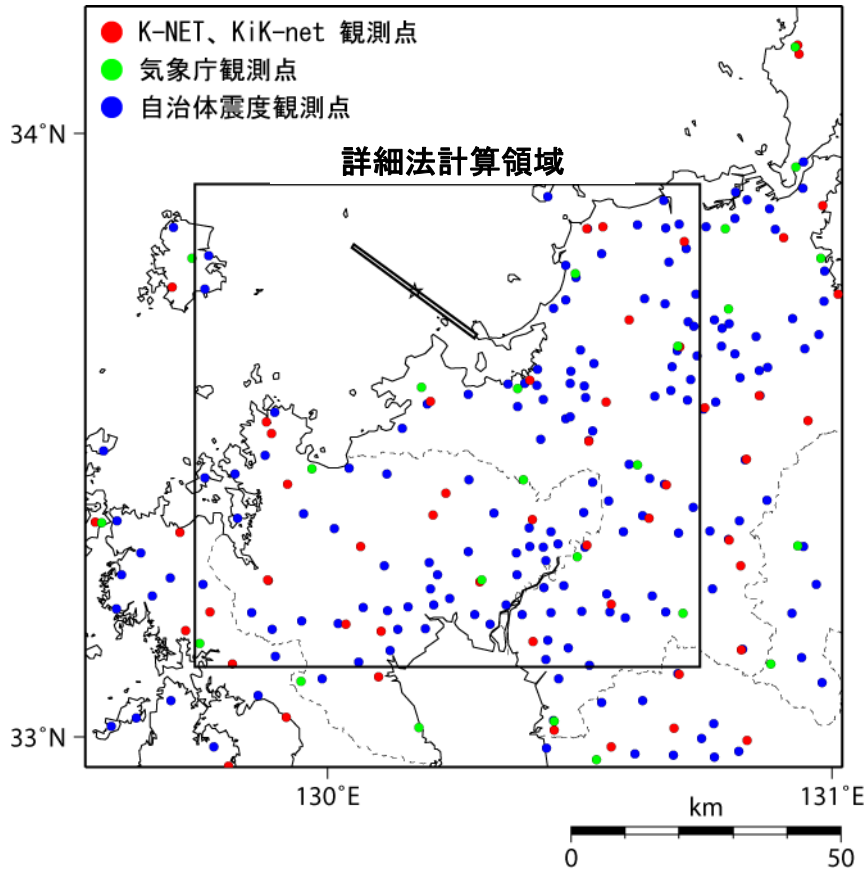 K-NET、KiK-net 観測点
気象庁観測点
自治体震度観測点
34˚N
詳細法計算領域
33˚N
130˚E
131˚E
km
0
50